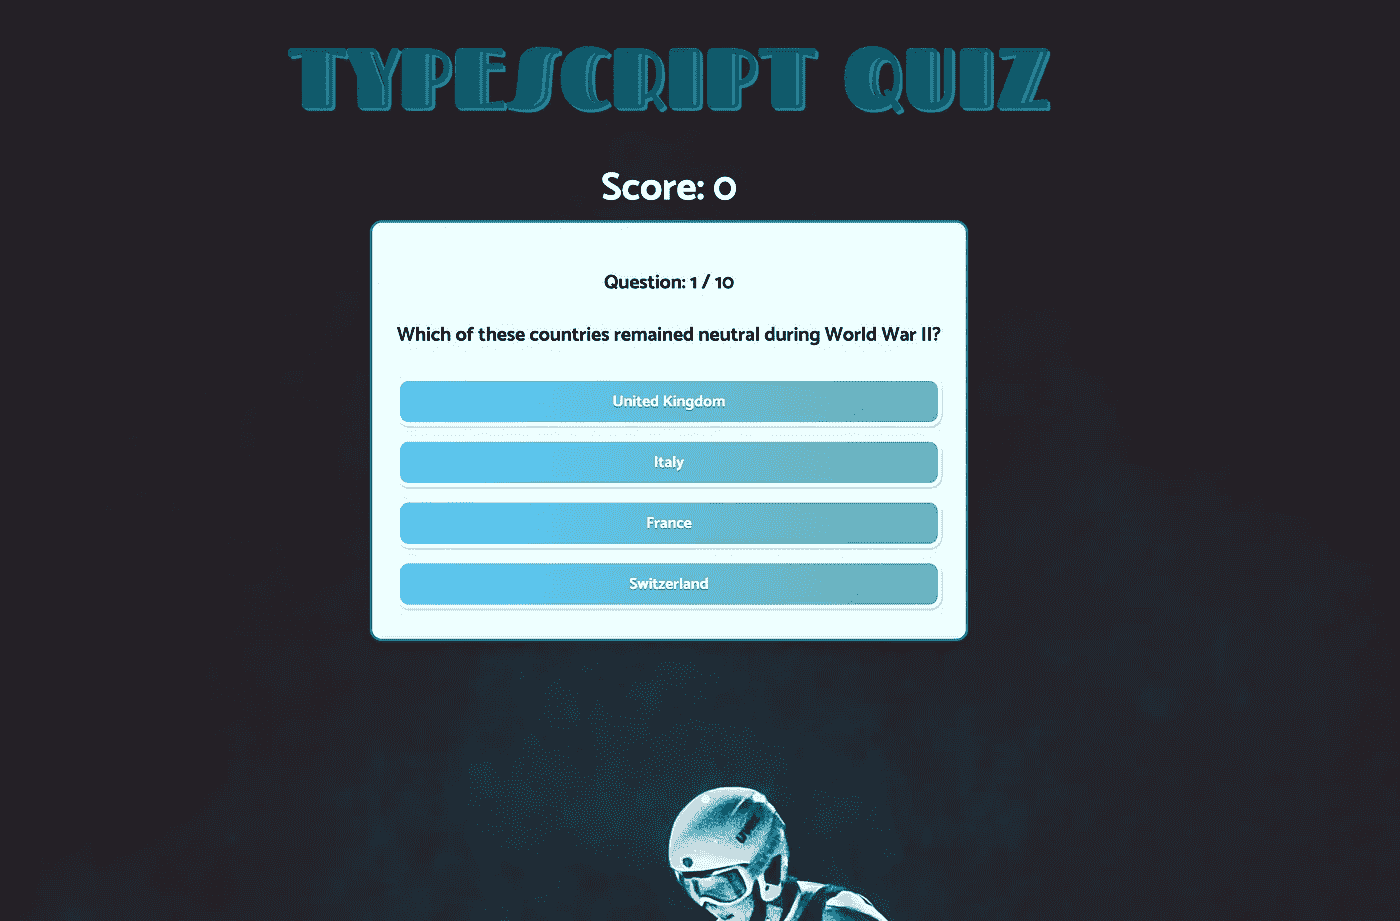 TYPESCRIPT QUIZ
Score: 0
Question: 1 / 10
Which of these countries remained neutral during World War II?
United Kingdom
Italy
France
Switzerland